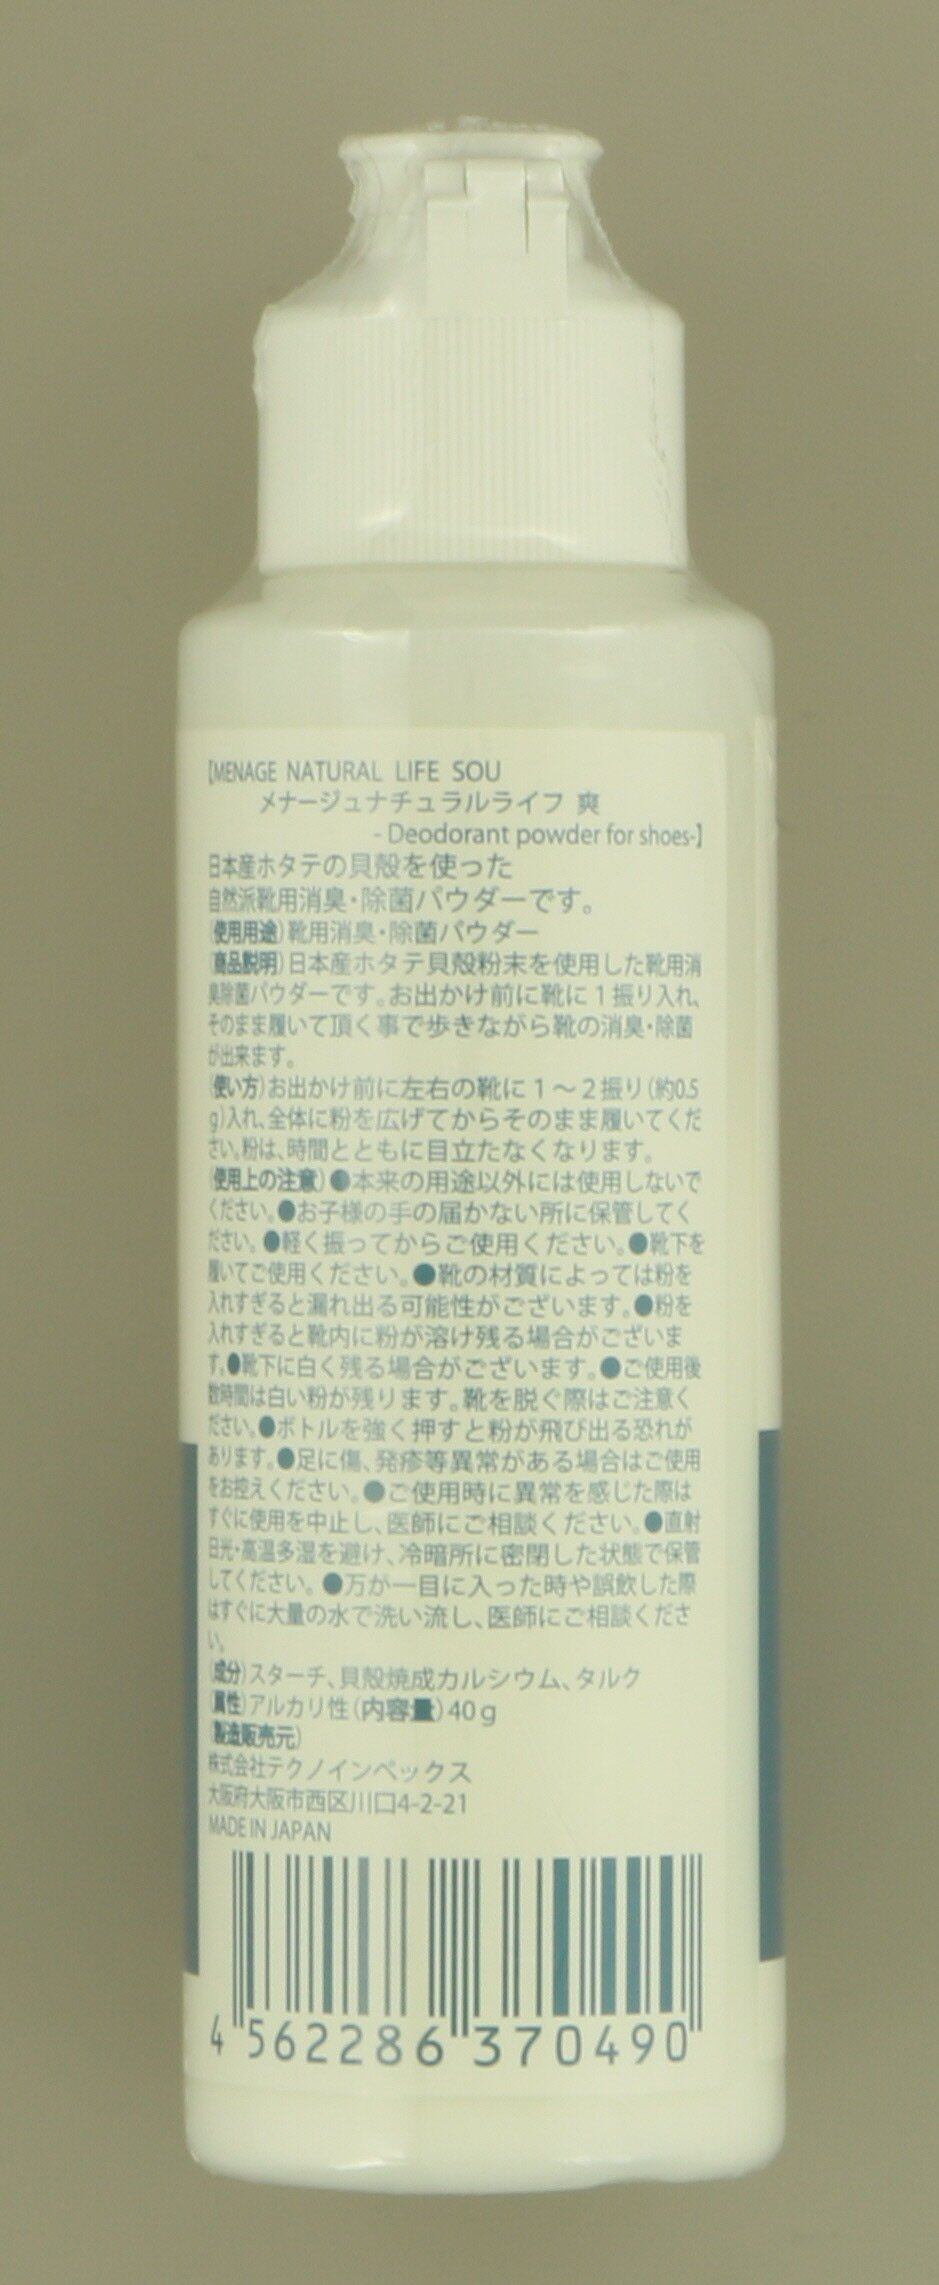 【MENAGE NATURAL LIFE SOU
メナージュナチュラルライフ 爽
- Deodorant powder for shoes-】
日本産ホタテの貝殻を使った
自然派靴用消臭・除菌パウダーです。
（使用用途）靴用消臭・除菌パウダー
（商品説明）日本産ホタテ貝殻粉末を使用した靴用消
臭除菌パウダーです。お出かけ前に靴に１振り入れ、
そのまま履いて頂く事で歩きながら靴の消臭・除菌
が出来ます。
（使い方）お出かけ前に左右の靴に１～２振り（約0.5
g）入れ、全体に粉を広げてからそのまま履いてくだ
さい。粉は、時間とともに目立たなくなります。
（使用上の注意）●本来の用途以外には使用しないで
ください。●お子様の手の届かない所に保管してく
ださい。●軽く振ってからご使用ください。●靴下を
履いてご使用ください。●靴の材質によっては粉を
入れすぎると漏れ出る可能性がございます。●粉を
入れすぎると靴内に粉が溶け残る場合がございま
す。●靴下に白く残る場合がございます。●ご使用後
数時間は白い粉が残ります。靴を脱ぐ際はご注意く
ださい。●ボトルを強く押すと粉が飛び出る恐れが
あります。●足に傷、発疹等異常がある場合はご使用
をお控えください。●ご使用時に異常を感じた際は
すぐに使用を中止し、医師にご相談ください。●直射
日光・高温多湿を避け、冷暗所に密閉した状態で保管
してください。●万が一目に入った時や誤飲した際
はすぐに大量の水で洗い流し、医師にご相談くださ
い。
（成分）スターチ、貝殻焼成カルシウム、タルク
（属性）アルカリ性（内容量）40ｇ
（製造販売元）
株式会社テクノインペックス
大阪府大阪市西区川口4-2-21
MADE IN JAPAN
4 562286 370490